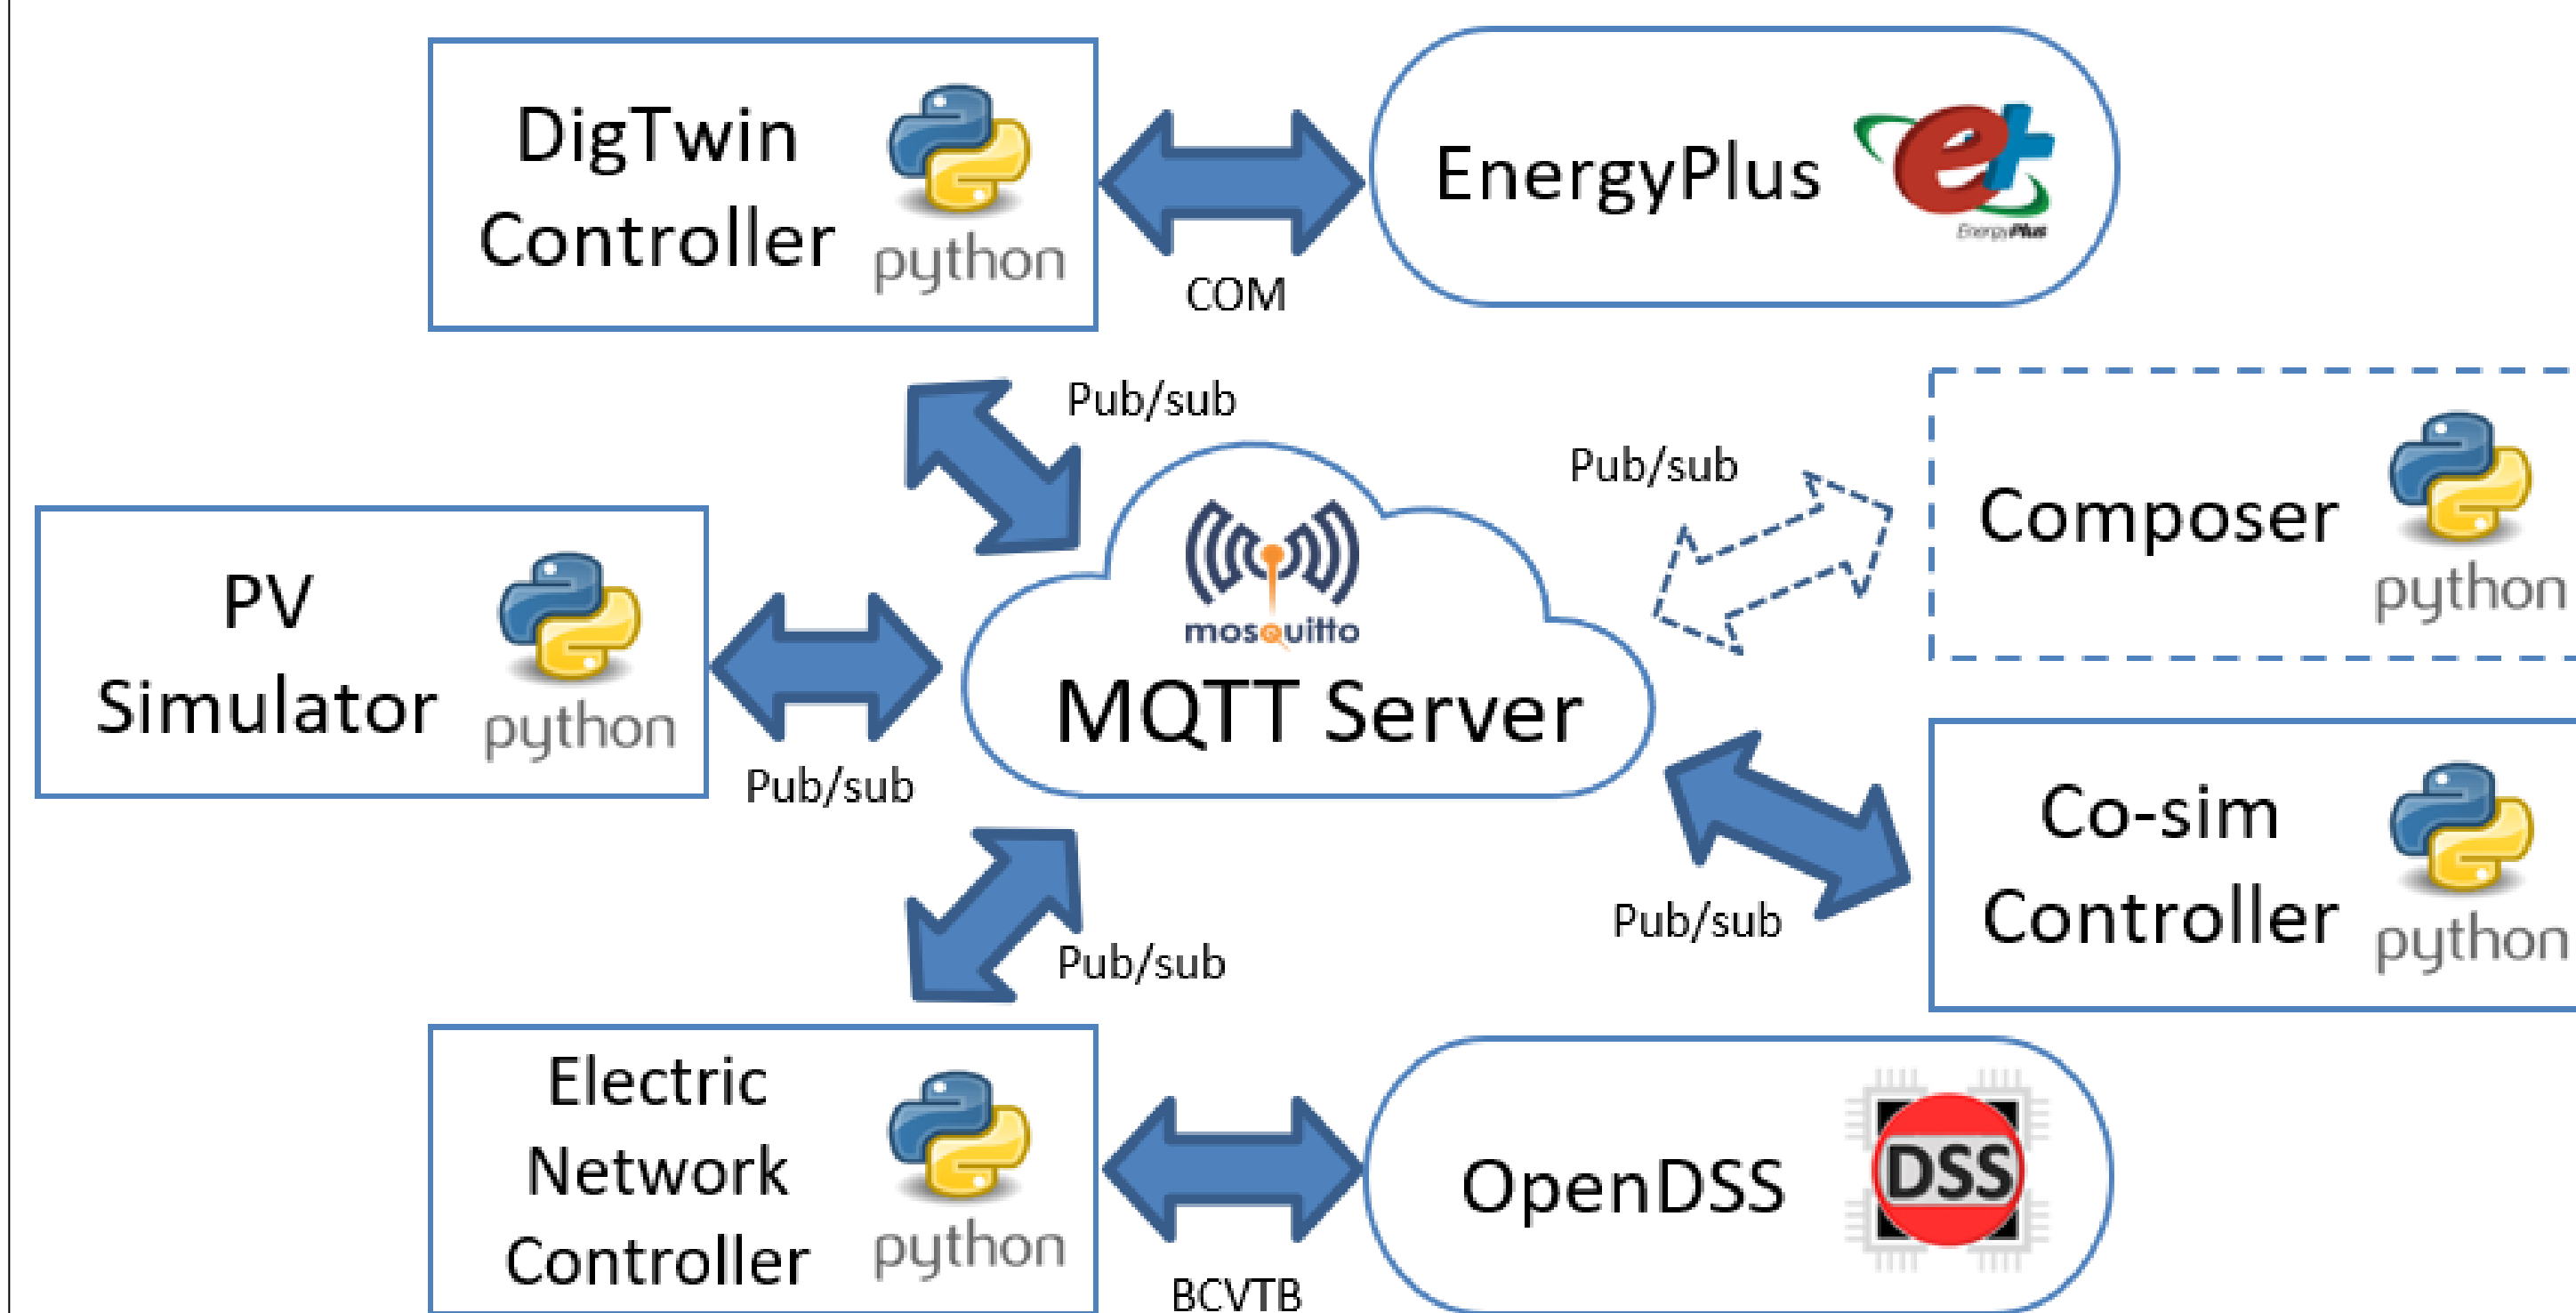 DigTwin
Controller
python
COM
EnergyPlus
EnergyPlus
Pub/sub
Pub/sub
Composer
python
PV
Simulator
python
Pub/sub
mosquitto
MQTT Server
Co-sim
Controller
python
Pub/sub
Pub/sub
Electric
Network
Controller
python
BCVTB
OpenDSS
DSS